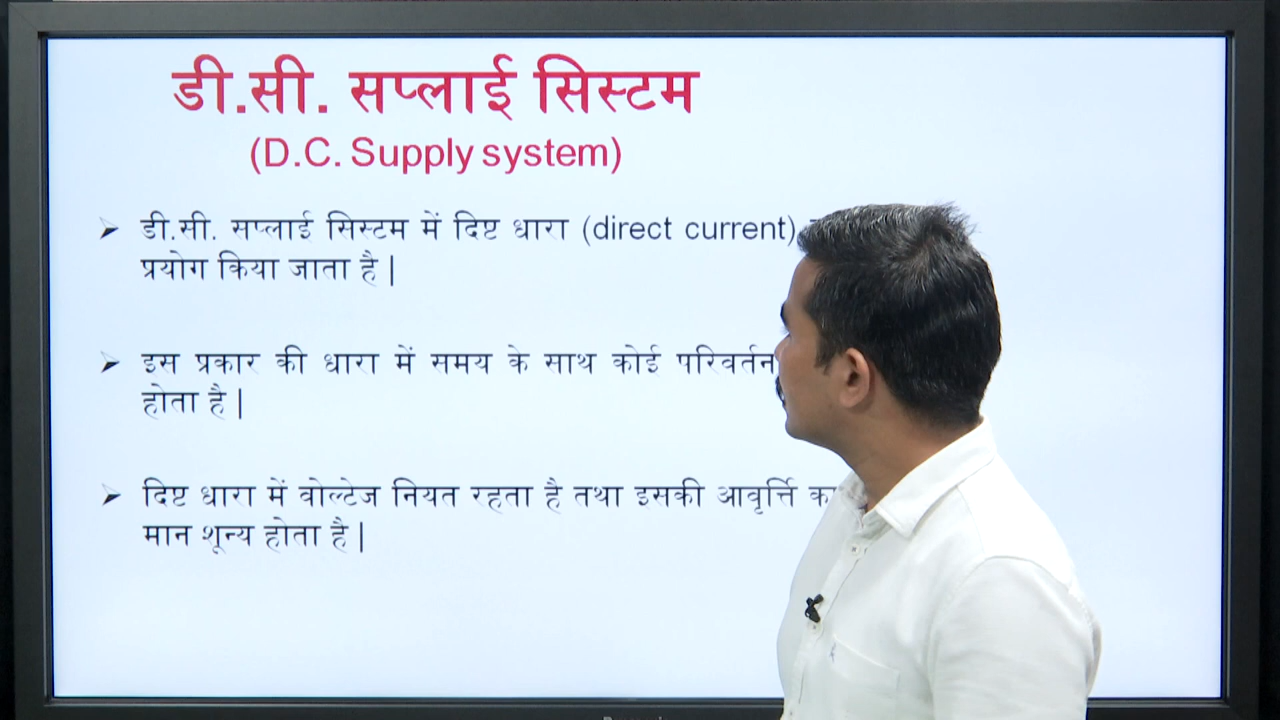 डी.सी. सप्लाई सिस्टम
(D.C. Supply system)
डी.सी. सप्लाई सिस्टम में दिष्ट धारा (direct current)
प्रयोग किया जाता है |
इस प्रकार की धारा में समय के साथ कोई परिवर्तन
होता है |
दिष्ट धारा में वोल्टेज नियत रहता है तथा इसकी आवृर्त्ति का
मान शून्य होता है |